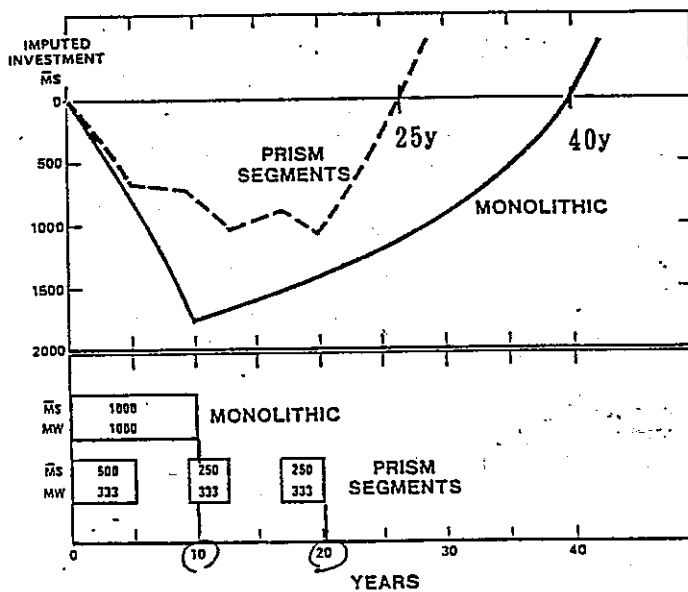 IMPUTED
INVESTMENT
M$
0
500
1000
1500
2000
25y
40y
PRISM
SEGMENTS
MONOLITHIC
M$ 1000
MW 1000
MONOLITHIC
M$ 500 250 250
MW 333 333 333
PRISM
SEGMENTS
0 10 20 30 40
YEARS